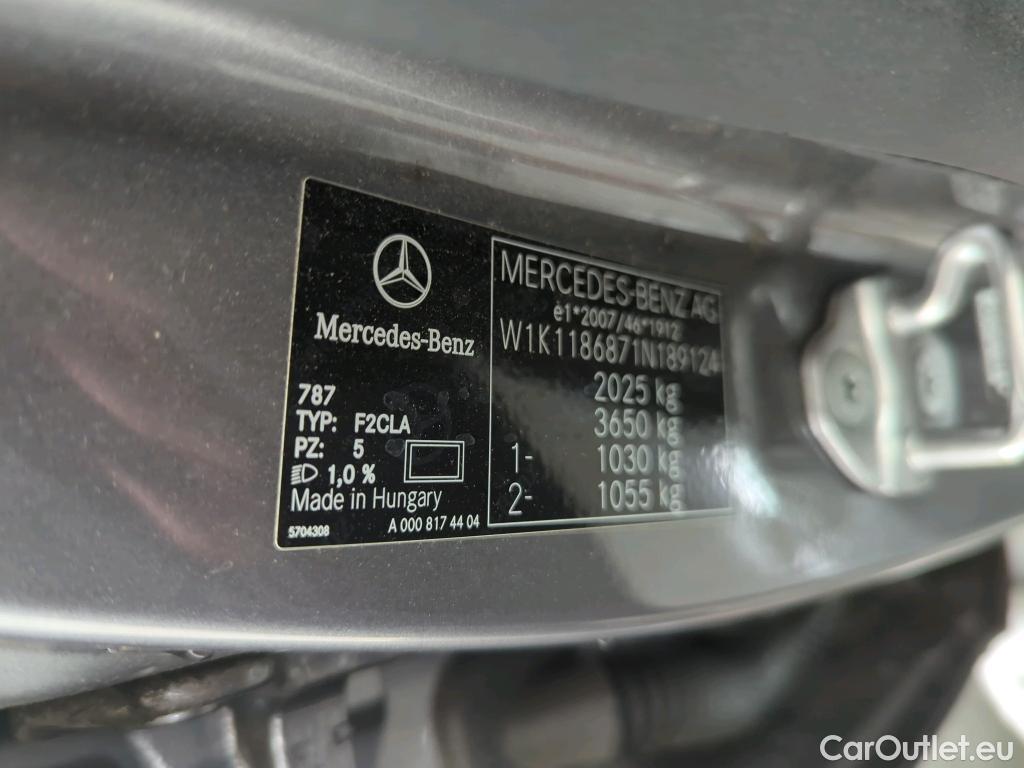 Mercedes-Benz
787
TYP: F2CLA
PZ: 5
1,0 %
Made in Hungary
5704308
A 000 817 44 04
MERCEDES-BENZ AG
e1*2007/46*1912
W1K1186871N189124
2025 kg
3650 kg
1- 1030 kg
2- 1055 kg
CarOutlet.eu